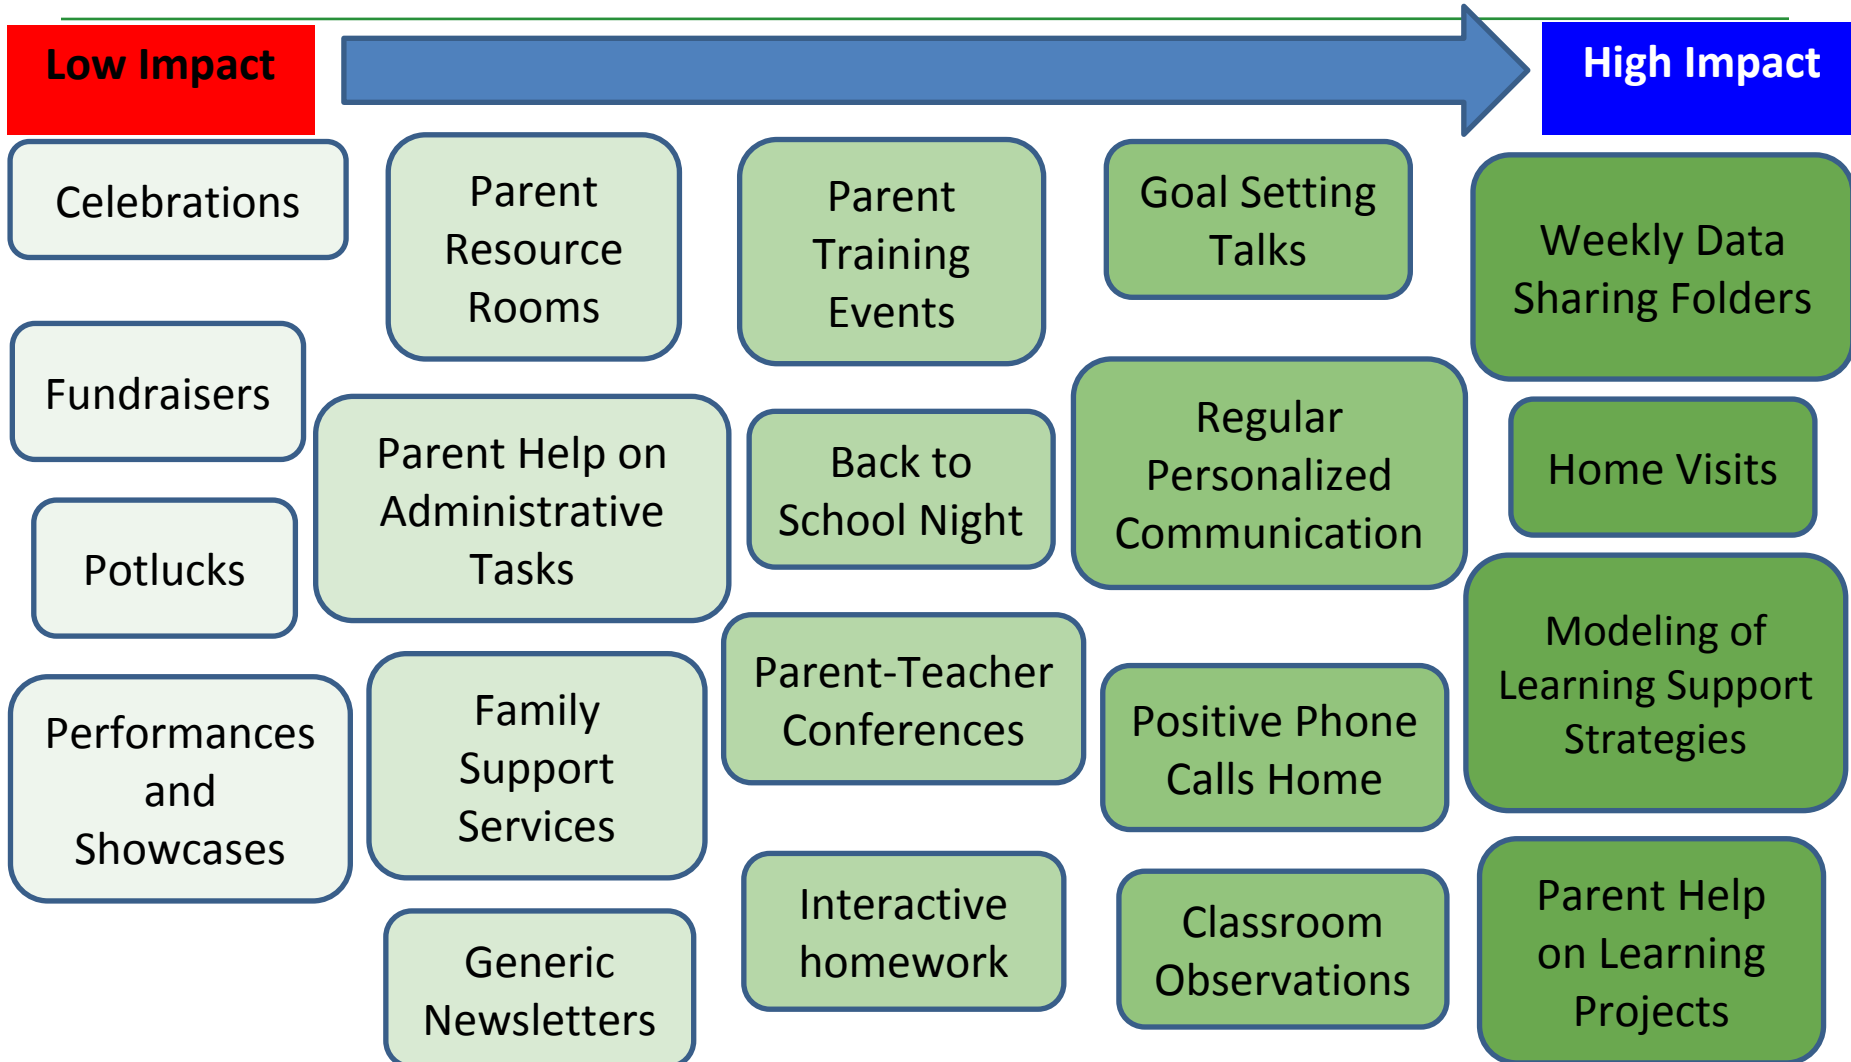 Low Impact
High Impact
Celebrations
Fundraisers
Potlucks
Performances
and
Showcases
Parent
Resource
Rooms
Parent Help on
Administrative
Tasks
Family
Support
Services
Generic
Newsletters
Parent
Training
Events
Back to
School Night
Parent-Teacher
Conferences
Interactive
homework
Goal Setting
Talks
Regular
Personalized
Communication
Positive Phone
Calls Home
Classroom
Observations
Weekly Data
Sharing Folders
Home Visits
Modeling of
Learning Support
Strategies
Parent Help
on Learning
Projects